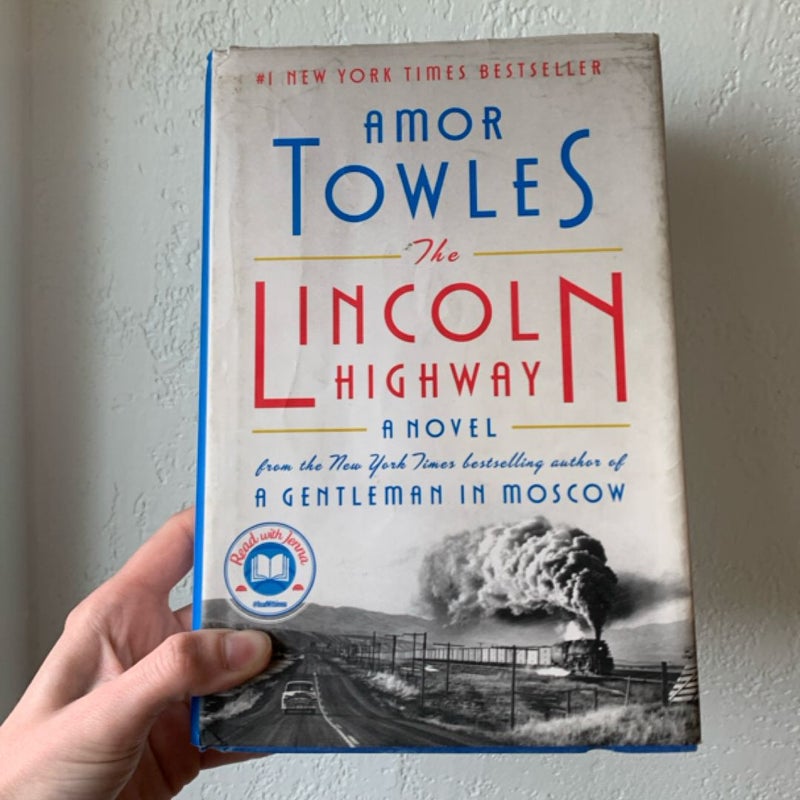 #1 NEW YORK TIMES BESTSELLER
AMOR
TOWLES
The
LINCOLN
HIGHWAY
A NOVEL
from the New York Times bestselling author of
A GENTLEMAN IN MOSCOW
Read with Jenna
#ReadWithJenna